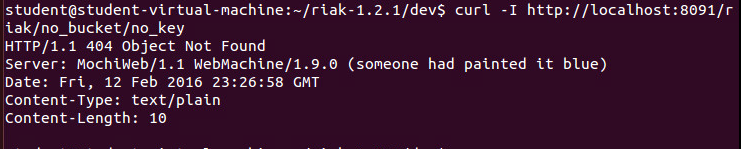 student@student-virtual-machine:~/riak-1.2.1/dev$ curl -I http://localhost:8091/r
iak/no_bucket/no_key
HTTP/1.1 404 Object Not Found
Server: MochiWeb/1.1 WebMachine/1.9.0 (someone had painted it blue)
Date: Fri, 12 Feb 2016 23:26:58 GMT
Content-Type: text/plain
Content-Length: 10